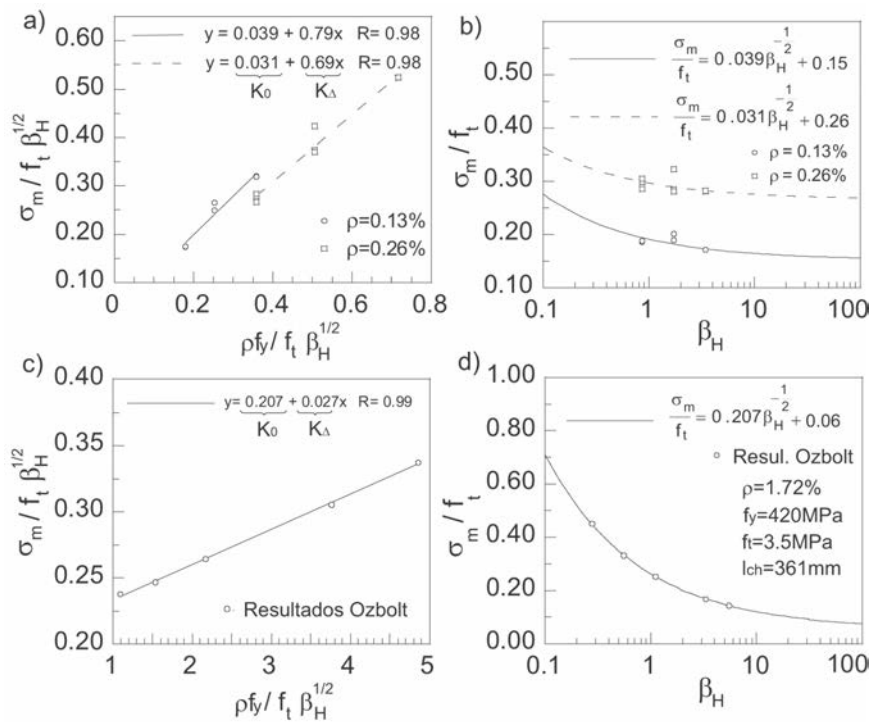 a)
y = 0.039 + 0.79x R= 0.98
y = 0.031 + 0.69x R= 0.98
K0 KΔ
0.60
0.50
0.40
0.30
0.20
0.10
σm / ft βH^1/2
ρ=0.13%
ρ=0.26%
0 0.2 0.4 0.6 0.8
ρfy / ft βH^1/2
b)
σm/ft = 0.039βH^-1/2 + 0.15
σm/ft = 0.031βH^-1/2 + 0.26
ρ = 0.13%
ρ = 0.26%
0.50
0.40
0.30
0.20
0.10
σm / ft
0.1 1 10 100
βH
c)
y= 0.207 + 0.027x R= 0.99
K0 KΔ
0.40
0.35
0.30
0.25
0.20
σm / ft βH^1/2
Resultados Ozbolt
1 2 3 4 5
ρfy / ft βH^1/2
d)
σm/ft = 0.207βH^-1/2 + 0.06
Resul. Ozbolt
ρ=1.72%
fy=420MPa
ft=3.5MPa
lch=361mm
1.00
0.80
0.60
0.40
0.20
0.00
σm / ft
0.1 1 10 100
βH